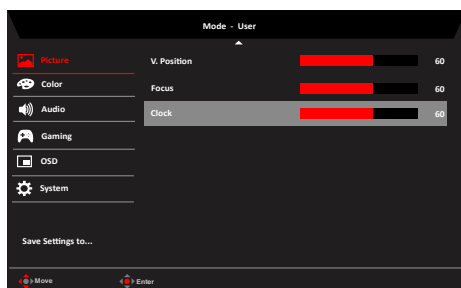 Mode - User
Picture
Color
Audio
Gaming
OSD
System
Save Settings to...
V. Position 60
Focus 60
Clock 60
Move Enter